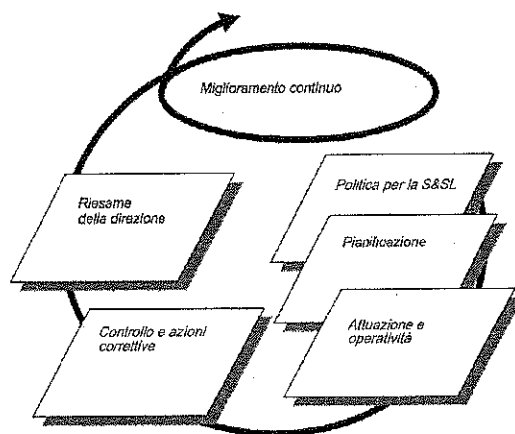 Miglioramento continuo
Politica per la S&SL
Pianificazione
Attuazione e
operatività
Controllo e azioni
correttive
Riesame
della direzione